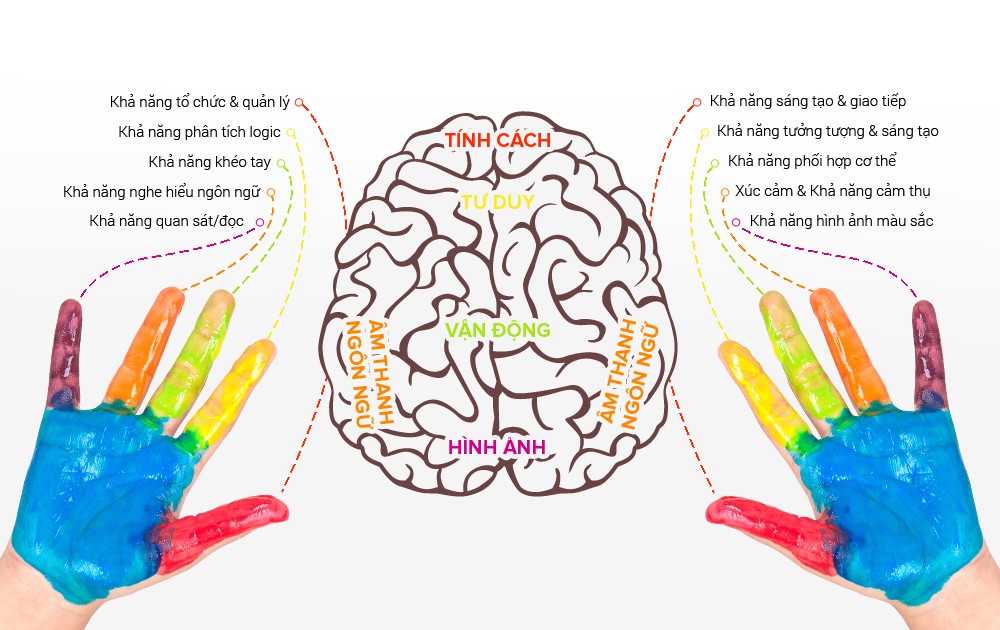 Khả năng tổ chức & quản lý
Khả năng phân tích logic
Khả năng khéo tay
Khả năng nghe hiểu ngôn ngữ
Khả năng quan sát/đọc
TÍNH CÁCH
TƯ DUY
VẬN ĐỘNG
ÂM THANH
NGÔN NGỮ
ÂM THANH
NGÔN NGỮ
HÌNH ẢNH
Khả năng sáng tạo & giao tiếp
Khả năng tưởng tượng & sáng tạo
Khả năng phối hợp cơ thể
Xúc cảm & Khả năng cảm thụ
Khả năng hình ảnh màu sắc